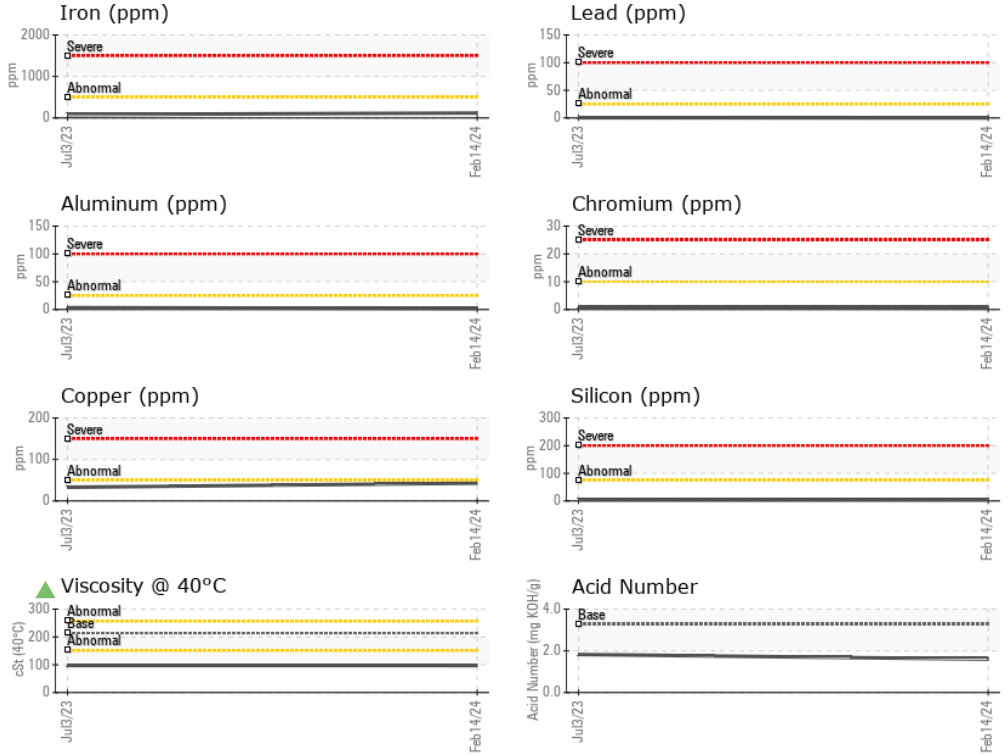 Iron (ppm)
2000
1000
0
ppm
Severe
Abnormal
Jul3/23
Feb14/24
Lead (ppm)
150
100
50
0
ppm
Severe
Abnormal
Jul3/23
Feb14/24
Aluminum (ppm)
150
100
50
0
ppm
Severe
Abnormal
Jul3/23
Feb14/24
Chromium (ppm)
30
20
10
0
ppm
Severe
Abnormal
Jul3/23
Feb14/24
Copper (ppm)
200
100
0
ppm
Severe
Abnormal
Jul3/23
Feb14/24
Silicon (ppm)
300
200
100
0
ppm
Severe
Abnormal
Jul3/23
Feb14/24
Viscosity @ 40°C
300
200
100
0
cSt (40°C)
Abnormal
Base
Abnormal
Jul3/23
Feb14/24
Acid Number
4.0
2.0
0.0
Acid Number (mg KOH/g)
Base
Jul3/23
Feb14/24